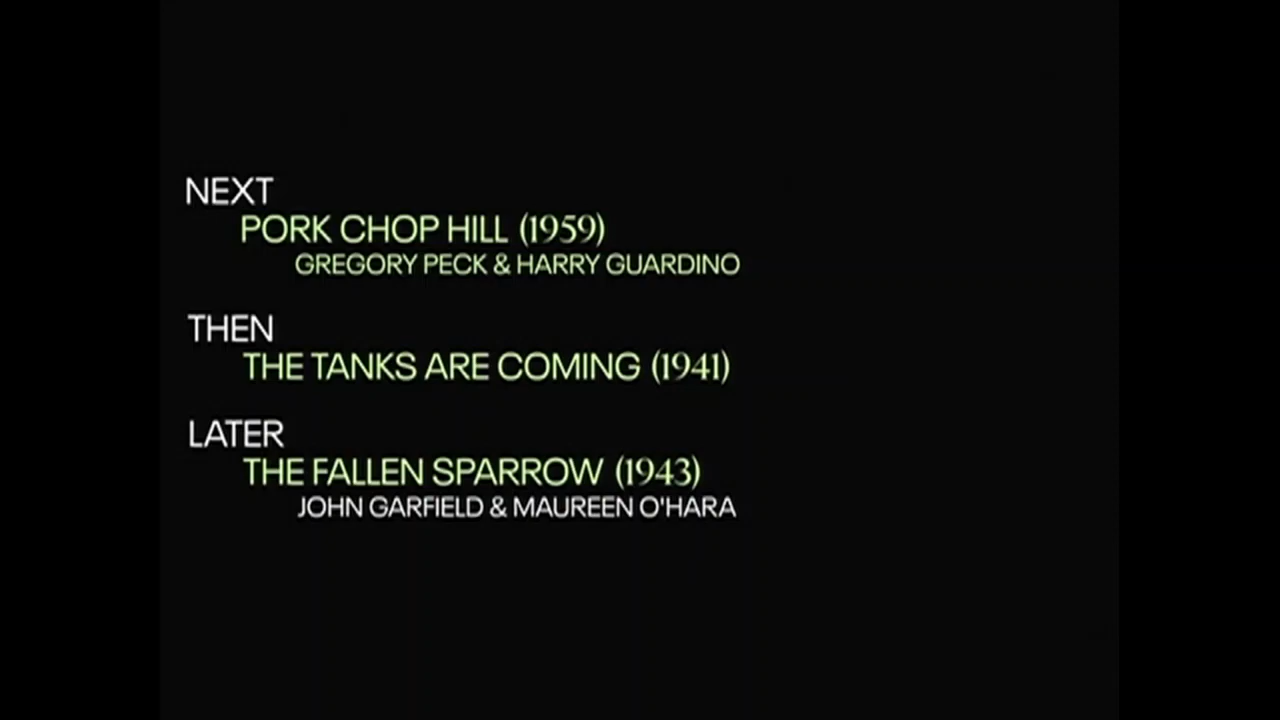 NEXT
PORK CHOP HILL (1959)
GREGORY PECK & HARRY GUARDINO
THEN
THE TANKS ARE COMING (1941)
LATER
THE FALLEN SPARROW (1943)
JOHN GARFIELD & MAUREEN O'HARA